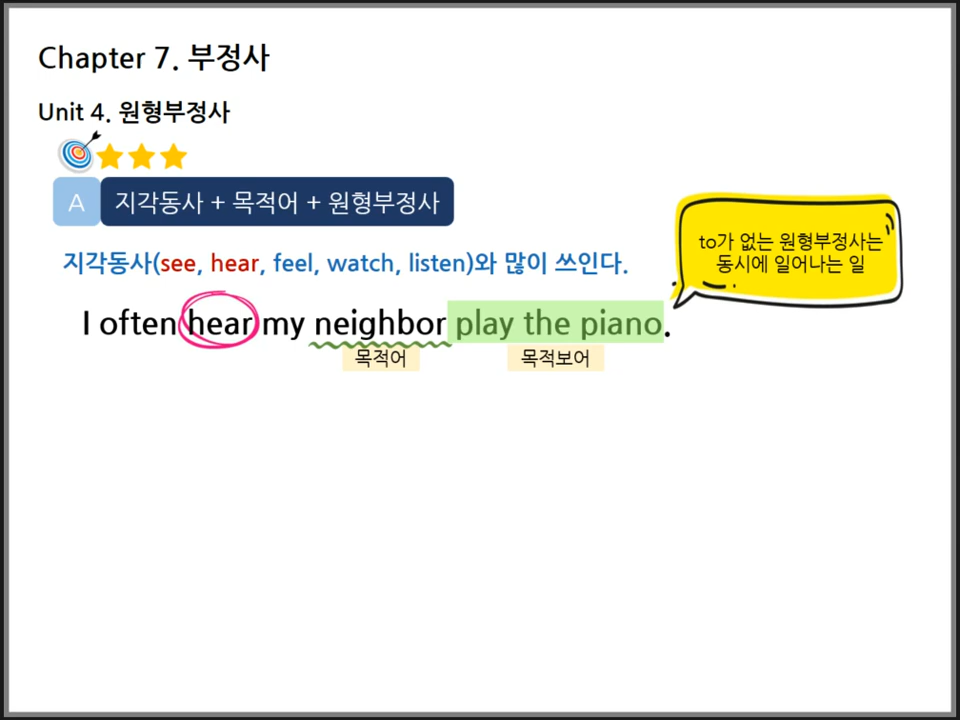 Chapter 7. 부정사
Unit 4. 원형부정사
A 지각동사 + 목적어 + 원형부정사
지각동사(see, hear, feel, watch, listen)와 많이 쓰인다.
to가 없는 원형부정사는
동시에 일어나는 일
I often hear my neighbor play the piano.
목적어 목적보어